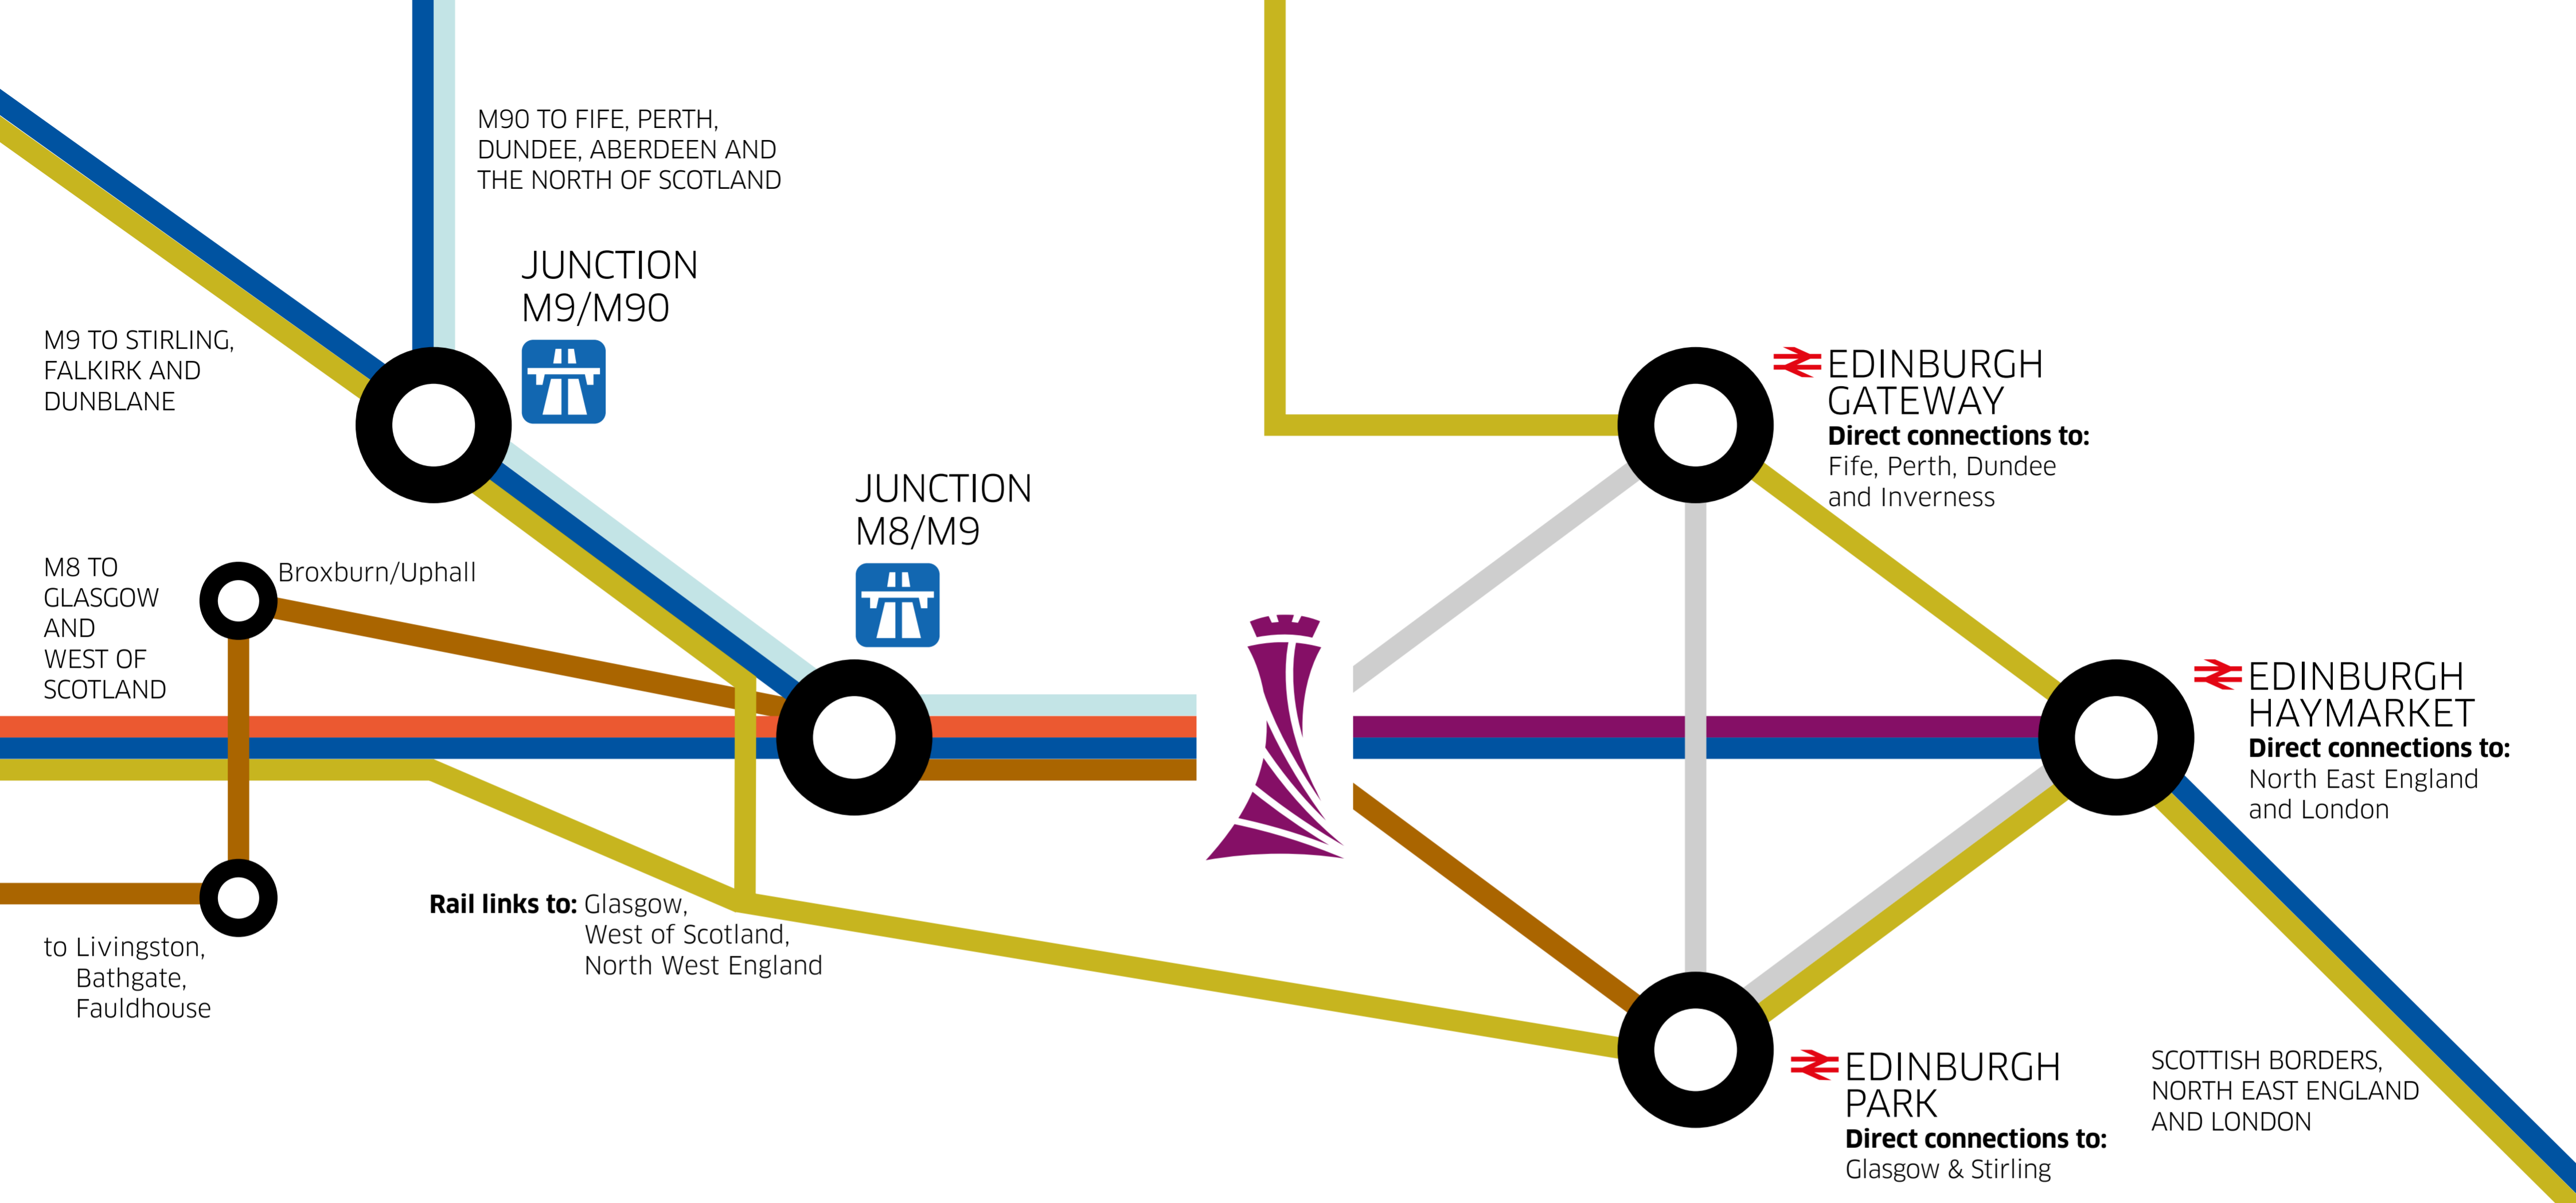 M90 TO FIFE, PERTH,
DUNDEE, ABERDEEN AND
THE NORTH OF SCOTLAND
JUNCTION
M9/M90
M9 TO STIRLING,
FALKIRK AND
DUNBLANE
JUNCTION
M8/M9
M8 TO
GLASGOW
AND
WEST OF
SCOTLAND
Broxburn/Uphall
to Livingston,
Bathgate,
Fauldhouse
Rail links to: Glasgow,
West of Scotland,
North West England
EDINBURGH
GATEWAY
Direct connections to:
Fife, Perth, Dundee
and Inverness
EDINBURGH
HAYMARKET
Direct connections to:
North East England
and London
EDINBURGH
PARK
Direct connections to:
Glasgow & Stirling
SCOTTISH BORDERS,
NORTH EAST ENGLAND
AND LONDON